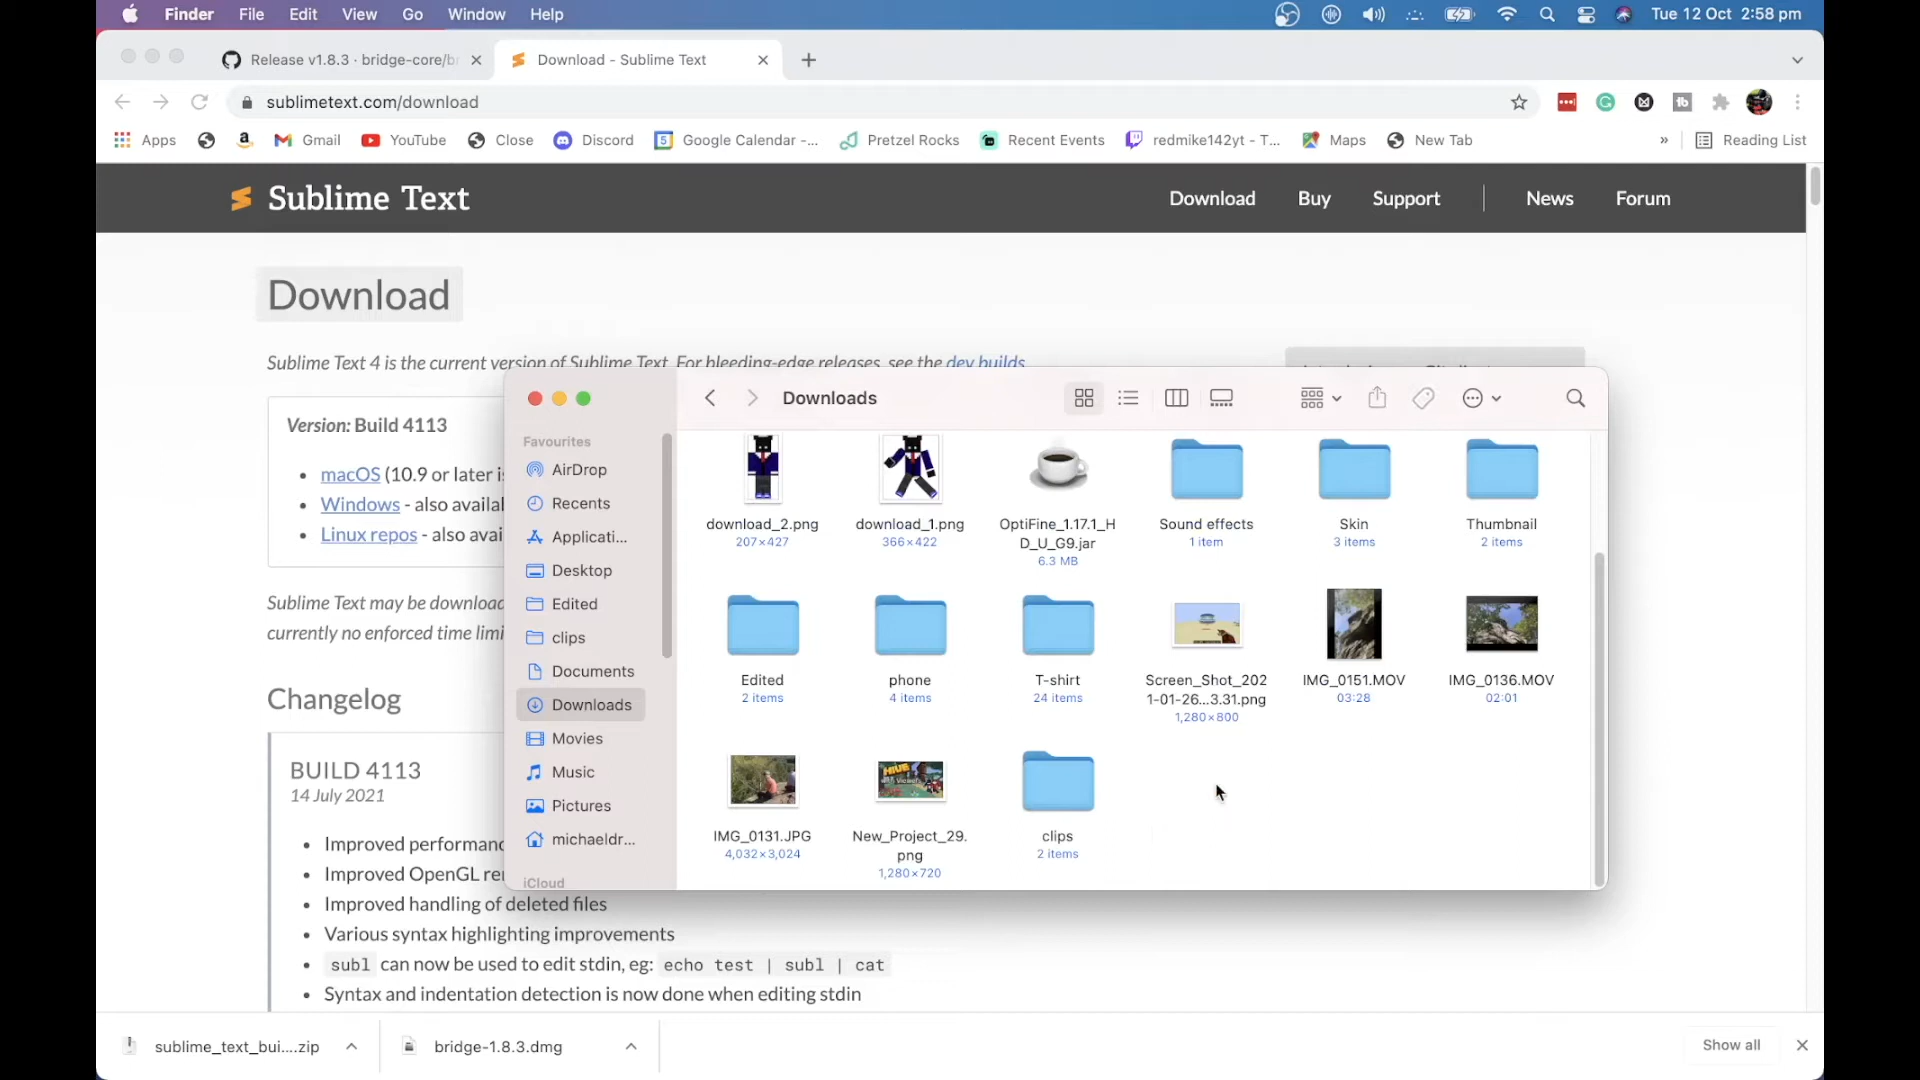 Finder File Edit View Go Window Help Tue 12 Oct 2:58 pm
Release v1.8.3 · bridge-core/br Download - Sublime Text
sublimetext.com/download
Apps Gmail YouTube Close Discord Google Calendar -... Pretzel Rocks Recent Events redmike142yt - T... Maps New Tab » Reading List
Sublime Text Download Buy Support News Forum
Download
Sublime Text 4 is the current version of Sublime Text. For bleeding-edge releases, see the dev builds.
Version: Build 4113
macOS (10.9 or later is
Windows - also availa
Linux repos - also avai
Sublime Text may be download
currently no enforced time limi
Changelog
BUILD 4113
14 July 2021
Improved performanc
Improved OpenGL re
Improved handling of deleted files
Various syntax highlighting improvements
subl can now be used to edit stdin, eg: echo test | subl | cat
Syntax and indentation detection is now done when editing stdin
Downloads
Favourites
AirDrop
Recents
Applicati...
Desktop
Edited
clips
Documents
Downloads
Movies
Music
Pictures
michaeldr...
iCloud
download_2.png
207×427
download_1.png
366×422
OptiFine_1.17.1_H
D_U_G9.jar
6.3 MB
Sound effects
1 item
Skin
3 items
Thumbnail
2 items
Edited
2 items
phone
4 items
T-shirt
24 items
Screen_Shot_202
1-01-26...3.31.png
1,280×800
IMG_0151.MOV
03:28
IMG_0136.MOV
02:01
IMG_0131.JPG
4,032×3,024
New_Project_29.
png
1,280×720
clips
2 items
sublime_text_bui....zip bridge-1.8.3.dmg Show all